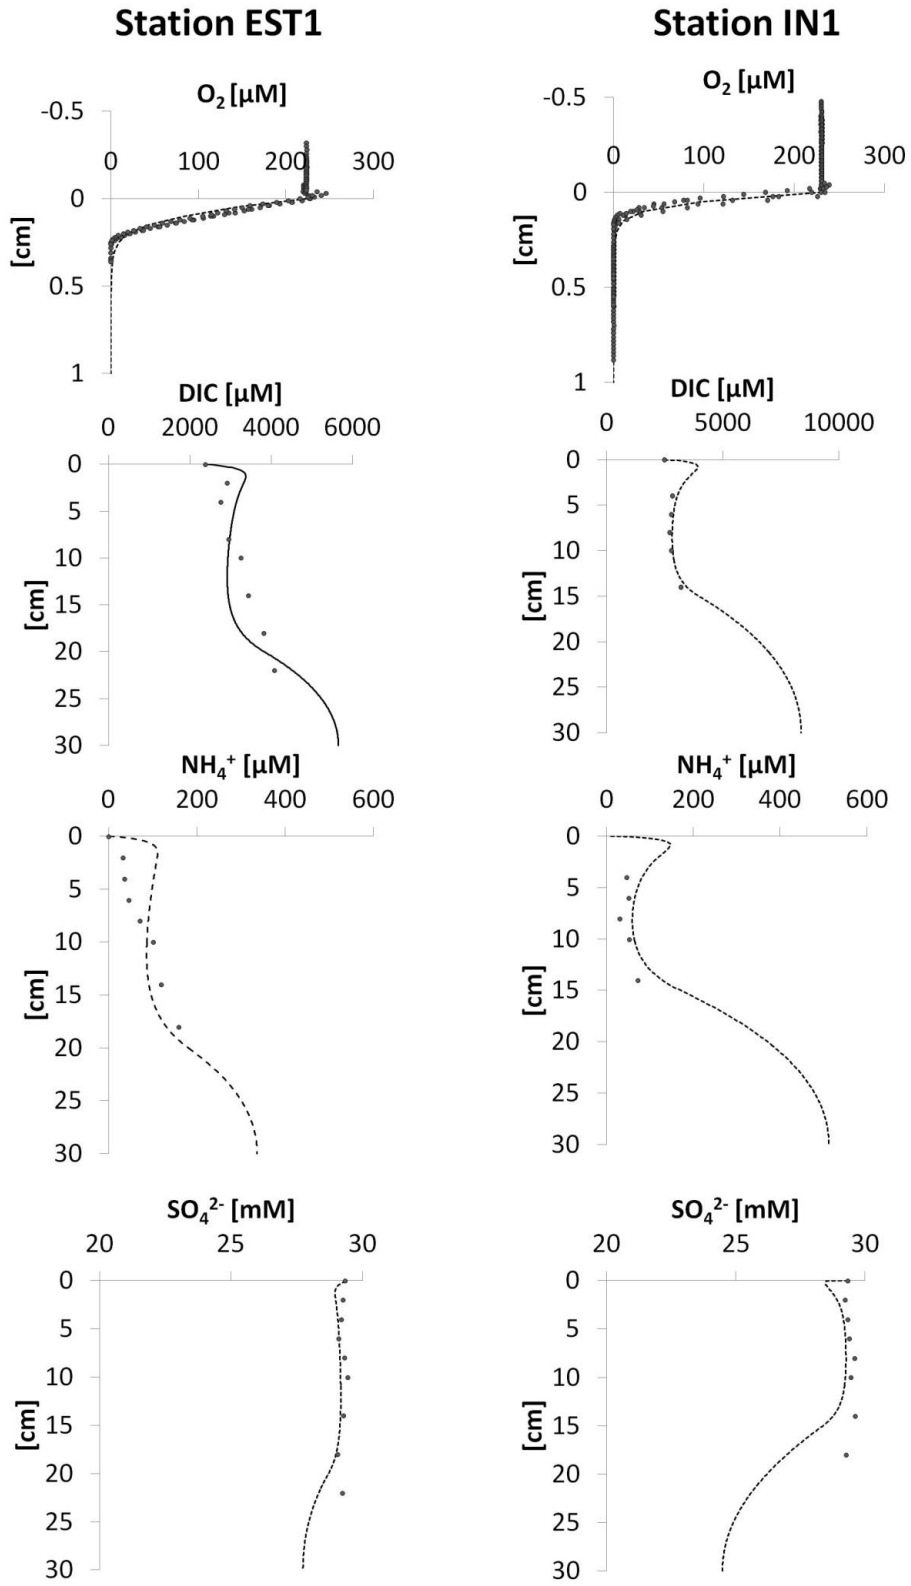 Station EST1
Station IN1
O₂ [µM]
O₂ [µM]
-0.5
-0.5
0 100 200 300
0 100 200 300
0
0
[cm]
[cm]
0.5
0.5
1
1
DIC [µM]
DIC [µM]
0 2000 4000 6000
0 5000 10000
0
0
5
5
10
10
[cm]
[cm]
15
15
20
20
25
25
30
30
NH₄⁺ [µM]
NH₄⁺ [µM]
0 200 400 600
0 200 400 600
0
0
5
5
10
10
[cm]
[cm]
15
15
20
20
25
25
30
30
SO₄²⁻ [mM]
SO₄²⁻ [mM]
20 25 30
20 25 30
0
0
5
5
10
10
[cm]
[cm]
15
15
20
20
25
25
30
30